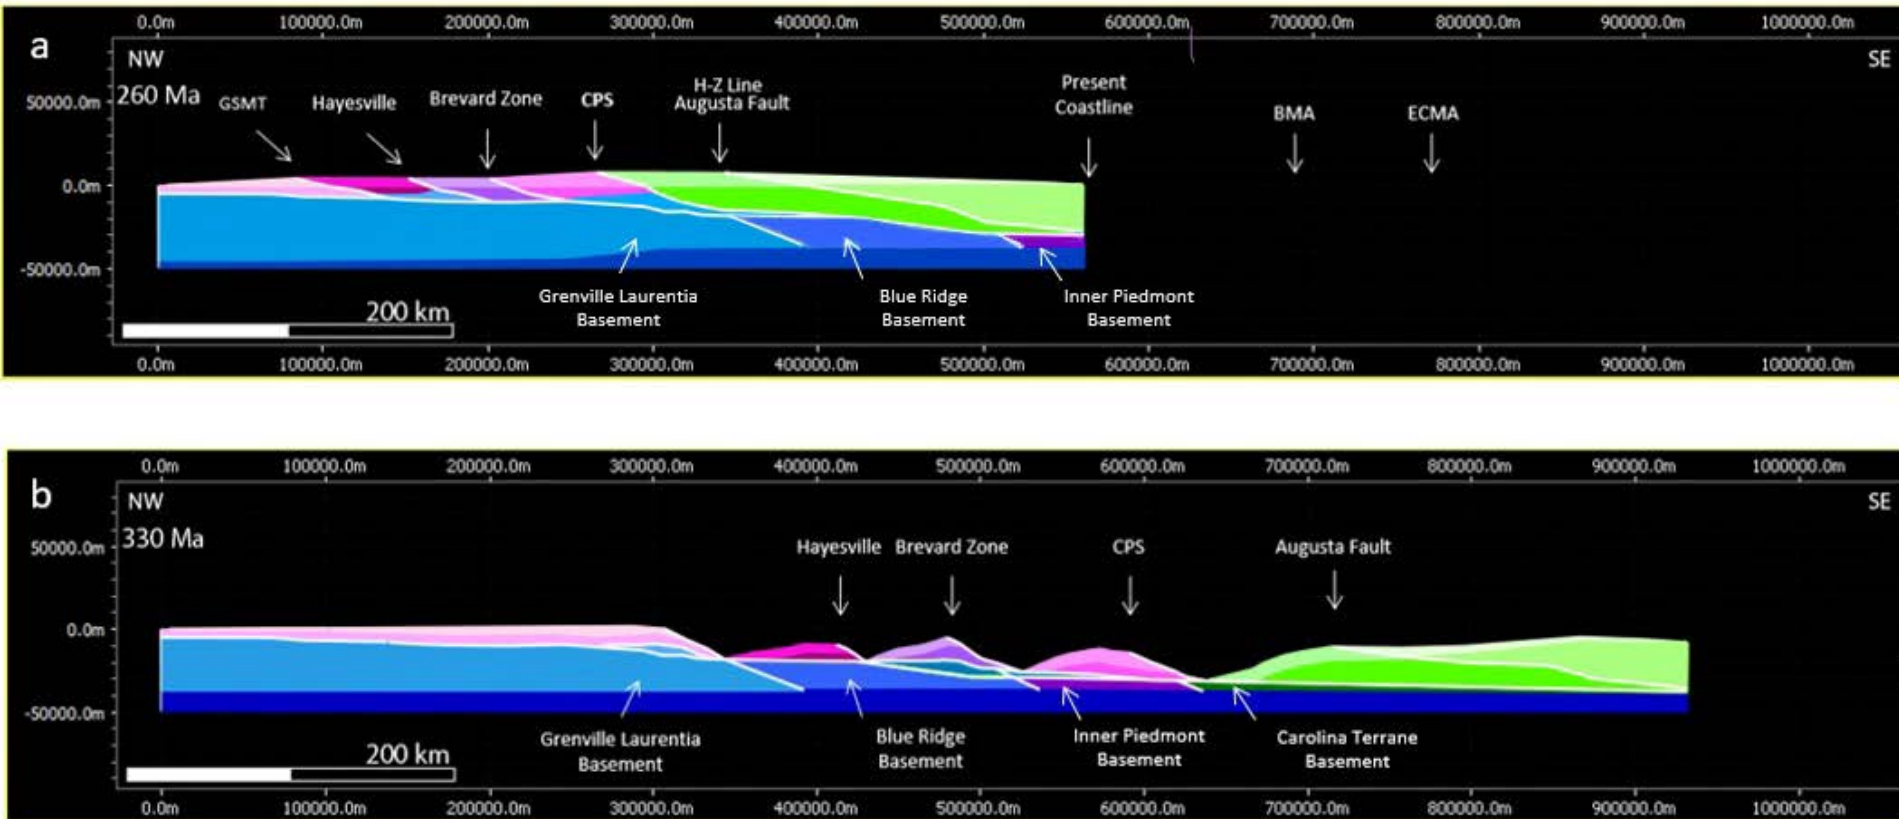 0.0m 100000.0m 200000.0m 300000.0m 400000.0m 500000.0m 600000.0m 700000.0m 800000.0m 900000.0m 1000000.0m
a
NW
SE
50000.0m
260 Ma
GSMT
Hayesville
Brevard Zone
CPS
H-Z Line
Augusta Fault
Present
Coastline
BMA
ECMA
0.0m
-50000.0m
Grenville Laurentia
Basement
Blue Ridge
Basement
Inner Piedmont
Basement
200 km
0.0m 100000.0m 200000.0m 300000.0m 400000.0m 500000.0m 600000.0m 700000.0m 800000.0m 900000.0m 1000000.0m
0.0m 100000.0m 200000.0m 300000.0m 400000.0m 500000.0m 600000.0m 700000.0m 800000.0m 900000.0m 1000000.0m
b
NW
SE
50000.0m
330 Ma
Hayesville
Brevard Zone
CPS
Augusta Fault
0.0m
-50000.0m
Grenville Laurentia
Basement
Blue Ridge
Basement
Inner Piedmont
Basement
Carolina Terrane
Basement
200 km
0.0m 100000.0m 200000.0m 300000.0m 400000.0m 500000.0m 600000.0m 700000.0m 800000.0m 900000.0m 1000000.0m